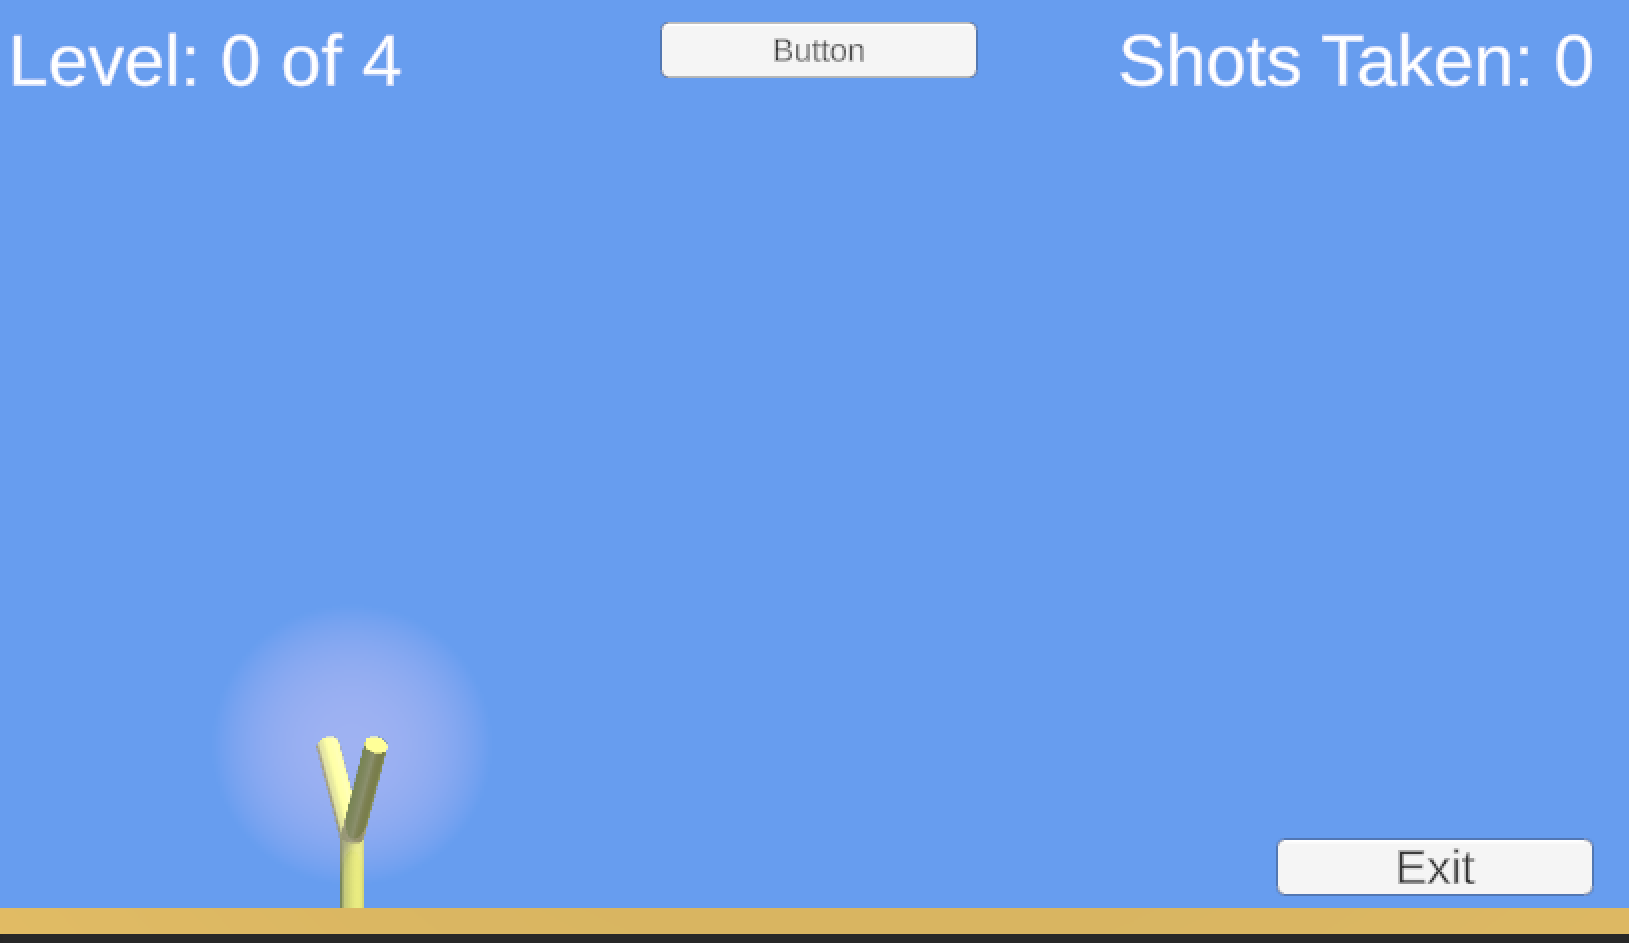 Level: 0 of 4
Button
Shots Taken: 0
Exit